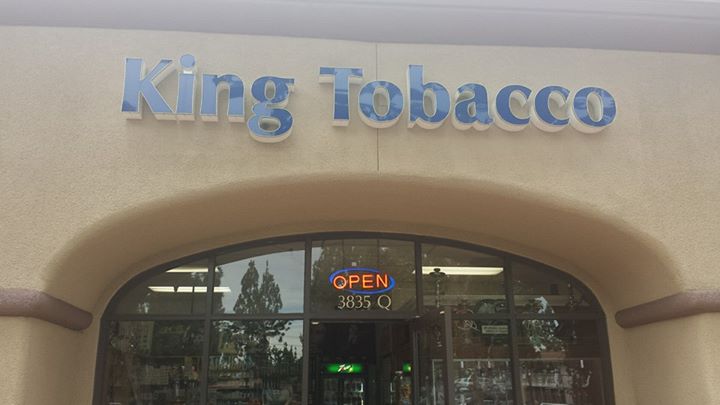 King Tobacco
OPEN
3835 Q